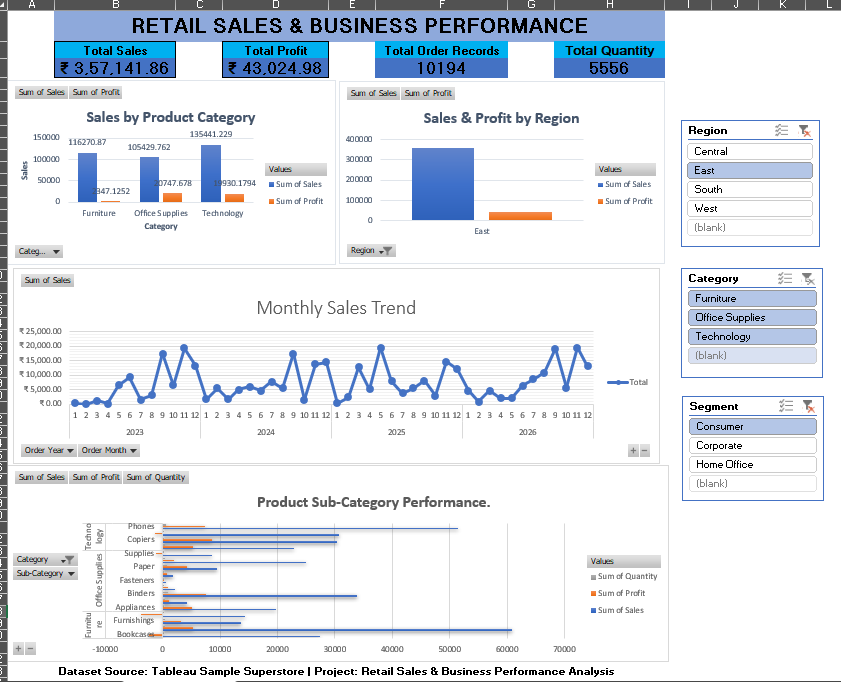 A B C D E F G H I J K L
RETAIL SALES & BUSINESS PERFORMANCE
Total Sales Total Profit Total Order Records Total Quantity
₹ 3,57,141.86 ₹ 43,024.98 10194 5556
Sum of Sales Sum of Profit
Sales by Product Category
150000
100000
50000
0
Sales
116270.87
105429.762
135441.229
2347.1252
20747.678
19930.1794
Furniture Office Supplies Technology
Category
Values
Sum of Sales
Sum of Profit
Categ...
Sum of Sales Sum of Profit
Sales & Profit by Region
400000
300000
200000
100000
0
East
Values
Sum of Sales
Sum of Profit
Region
Region
Central
East
South
West
(blank)
Sum of Sales
Monthly Sales Trend
₹ 25,000.00
₹ 20,000.00
₹ 15,000.00
₹ 10,000.00
₹ 5,000.00
₹ 0.00
1 2 3 4 5 6 7 8 9 10 11 12 1 2 3 4 5 6 7 8 9 10 11 12 1 2 3 4 5 6 7 8 9 10 11 12 1 2 3 4 5 6 7 8 9 10 11 12
2023 2024 2025 2026
Total
Order Year Order Month
Category
Furniture
Office Supplies
Technology
(blank)
Segment
Consumer
Corporate
Home Office
(blank)
Sum of Sales Sum of Profit Sum of Quantity
Product Sub-Category Performance.
Category
Sub-Category
Techno
logy
Office Supplies
Furnitu
re
Phones
Copiers
Supplies
Paper
Fasteners
Binders
Appliances
Furnishings
Bookcases
-10000 0 10000 20000 30000 40000 50000 60000 70000
Values
Sum of Quantity
Sum of Profit
Sum of Sales
Dataset Source: Tableau Sample Superstore | Project: Retail Sales & Business Performance Analysis